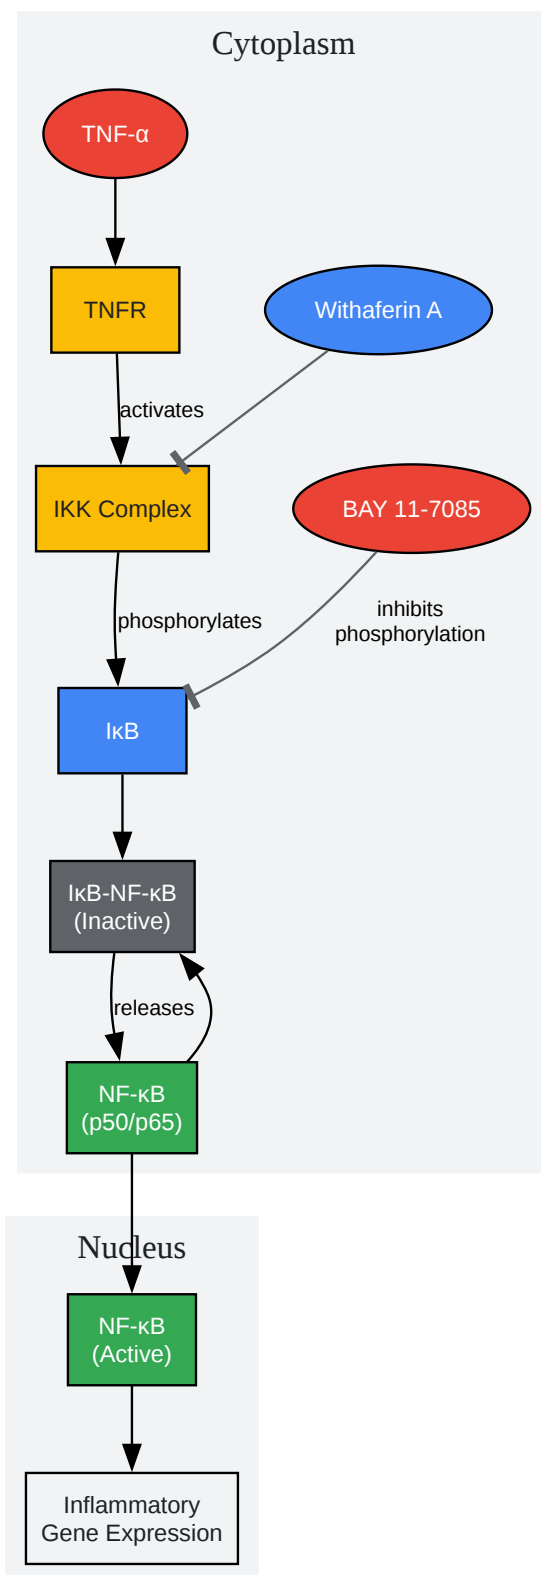 Cytoplasm
TNF-α
TNFR
Withaferin A
activates
IKK Complex
BAY 11-7085
inhibits
phosphorylation
phosphorylates
IκB
IκB-NF-κB
(Inactive)
releases
NF-κB
(p50/p65)
Nucleus
NF-κB
(Active)
Inflammatory
Gene Expression